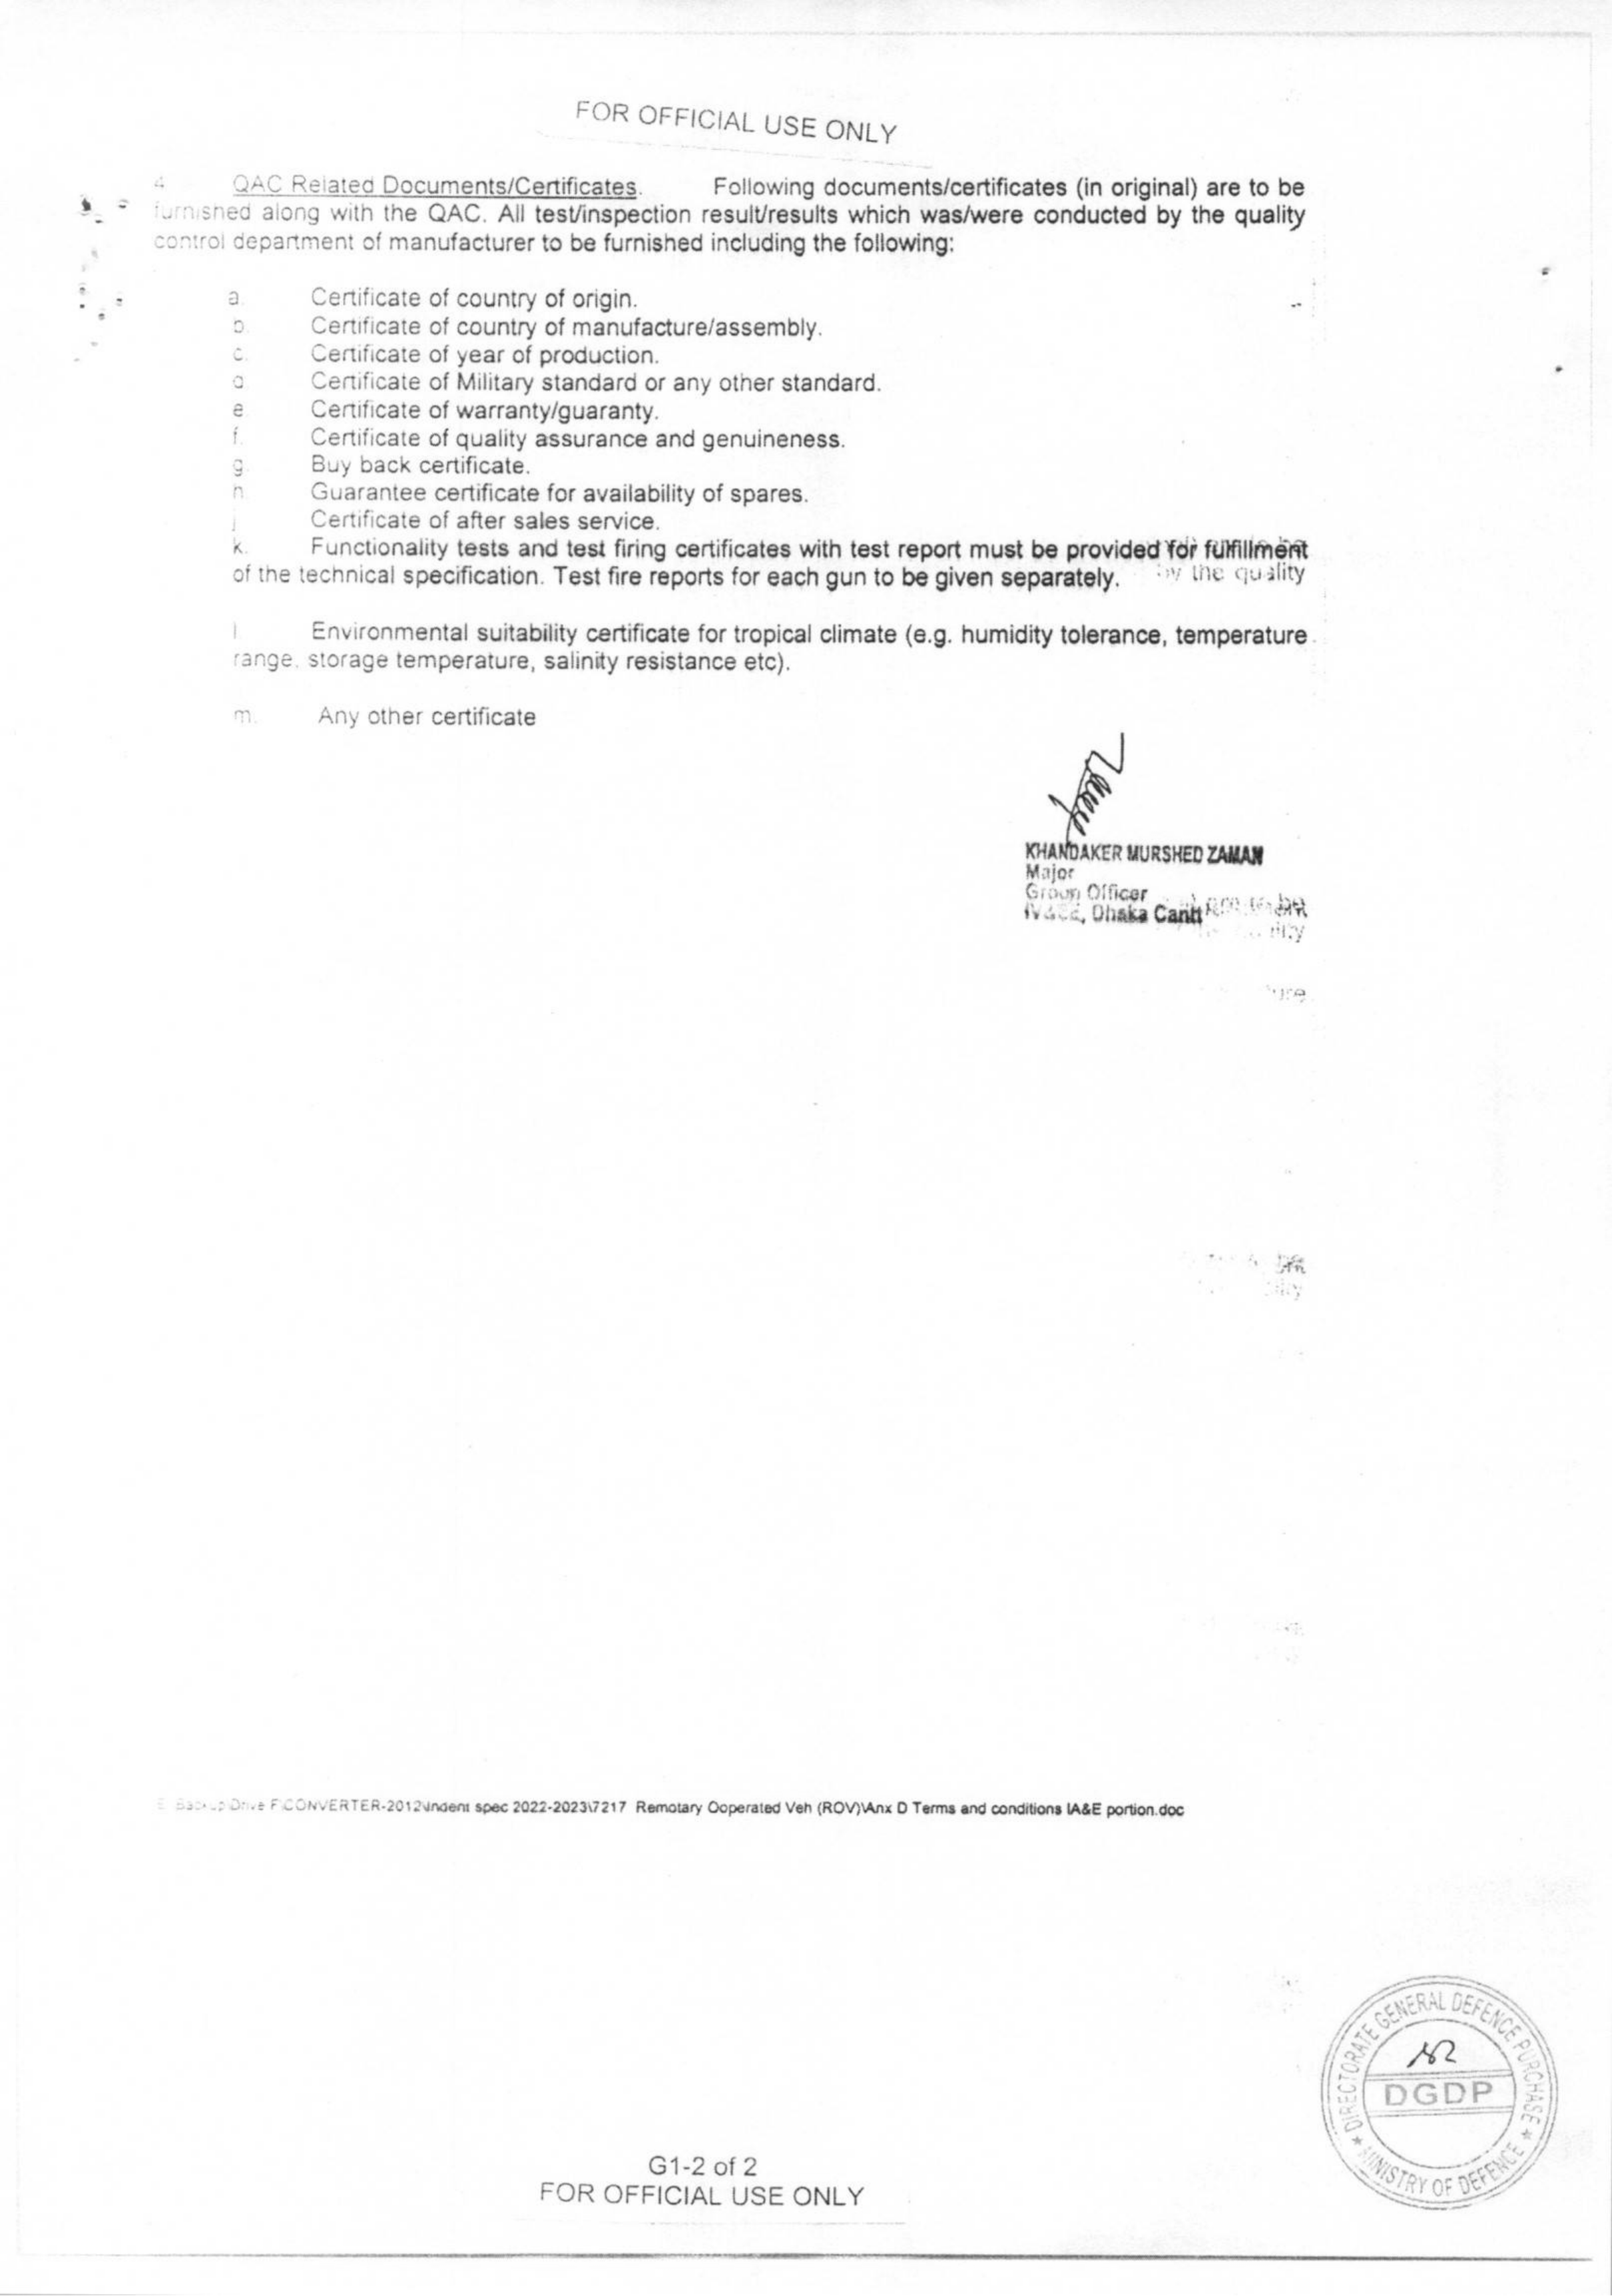 FOR OFFICIAL USE ONLY
4 QAC Related Documents/Certificates. Following documents/certificates (in original) are to be
furnished along with the QAC. All test/inspection result/results which was/were conducted by the quality
control department of manufacturer to be furnished including the following:
a. Certificate of country of origin.
b. Certificate of country of manufacture/assembly.
c. Certificate of year of production.
d Certificate of Military standard or any other standard.
e Certificate of warranty/guaranty.
f. Certificate of quality assurance and genuineness.
g. Buy back certificate.
h Guarantee certificate for availability of spares.
j Certificate of after sales service.
k. Functionality tests and test firing certificates with test report must be provided for fulfillment
of the technical specification. Test fire reports for each gun to be given separately. by the quality
l Environmental suitability certificate for tropical climate (e.g. humidity tolerance, temperature
range, storage temperature, salinity resistance etc).
m. Any other certificate
KHANDAKER MURSHED ZAMAN
Major
Group Officer
Dhaka Cantt
E:\Backup\Drive F\CONVERTER-2012\Indent spec 2022-2023\7217 Remotary Ooperated Veh (ROV)\Anx D Terms and conditions IA&E portion.doc
DIRECTORATE GENERAL DEFENCE PURCHASE
DGDP
MINISTRY OF DEFENCE
G1-2 of 2
FOR OFFICIAL USE ONLY